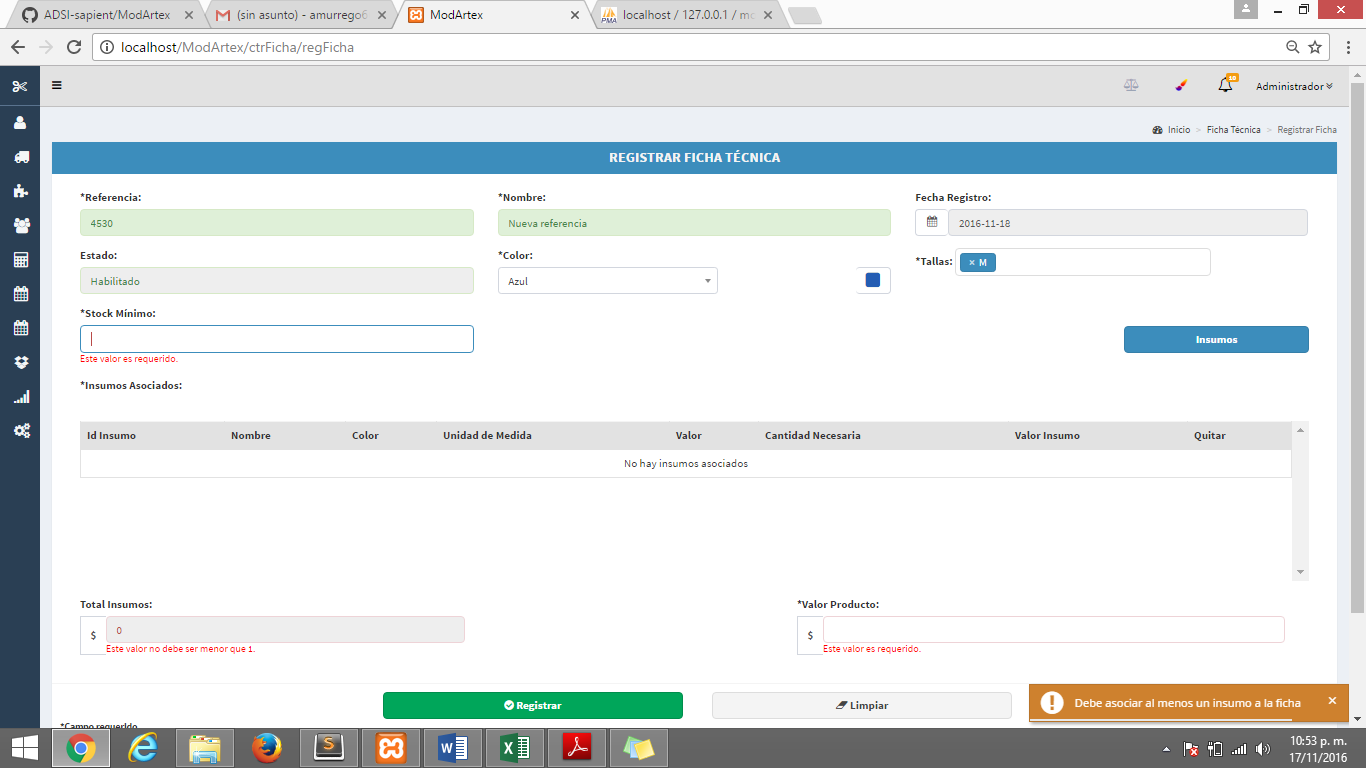 ADSI-sapient/ModArtex
(sin asunto) - amurrego6
ModArtex
localhost / 127.0.0.1 / mo
localhost/ModArtex/ctrFicha/regFicha
50
Administrador
Inicio > Ficha Técnica > Registrar Ficha
REGISTRAR FICHA TÉCNICA
*Referencia:
4530
*Nombre:
Nueva referencia
Fecha Registro:
2016-11-18
Estado:
Habilitado
*Color:
Azul
*Tallas:
× M
*Stock Mínimo:
Este valor es requerido.
Insumos
*Insumos Asociados:
Id Insumo Nombre Color Unidad de Medida Valor Cantidad Necesaria Valor Insumo Quitar
No hay insumos asociados
Total Insumos:
$ 0
Este valor no debe ser menor que 1.
*Valor Producto:
$
Este valor es requerido.
Registrar
Limpiar
Debe asociar al menos un insumo a la ficha
*Campo requerido
10:53 p. m.
17/11/2016